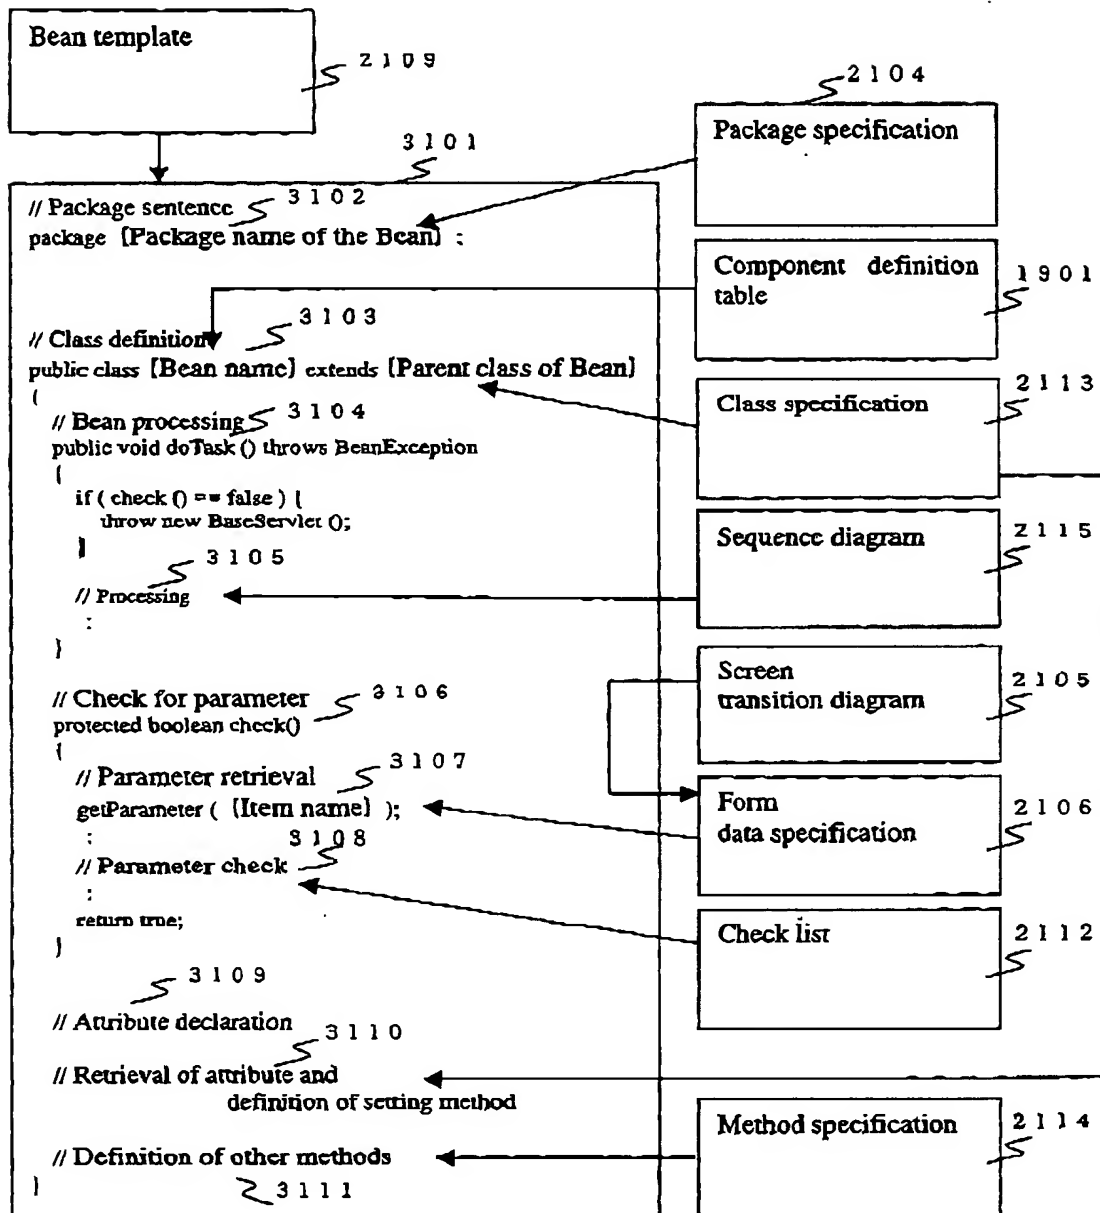 Bean template
2109
3101
// Package sentence
3102
package [Package name of the Bean] ;
// Class definition
3103
public class [Bean name] extends [Parent class of Bean]
{
// Bean processing
3104
public void doTask () throws BeanException
{
if ( check () == false ) {
throw new BaseServlet ();
}
3105
// Processing
:
}
// Check for parameter
3106
protected boolean check()
{
// Parameter retrieval
3107
getParameter ( [Item name] );
:
3108
// Parameter check
:
return true;
}
3109
// Attribute declaration
3110
// Retrieval of attribute and
definition of setting method
// Definition of other methods
}
3111
2104
Package specification
Component definition
table
1901
Class specification
2113
Sequence diagram
2115
Screen
transition diagram
2105
Form
data specification
2106
Check list
2112
Method specification
2114